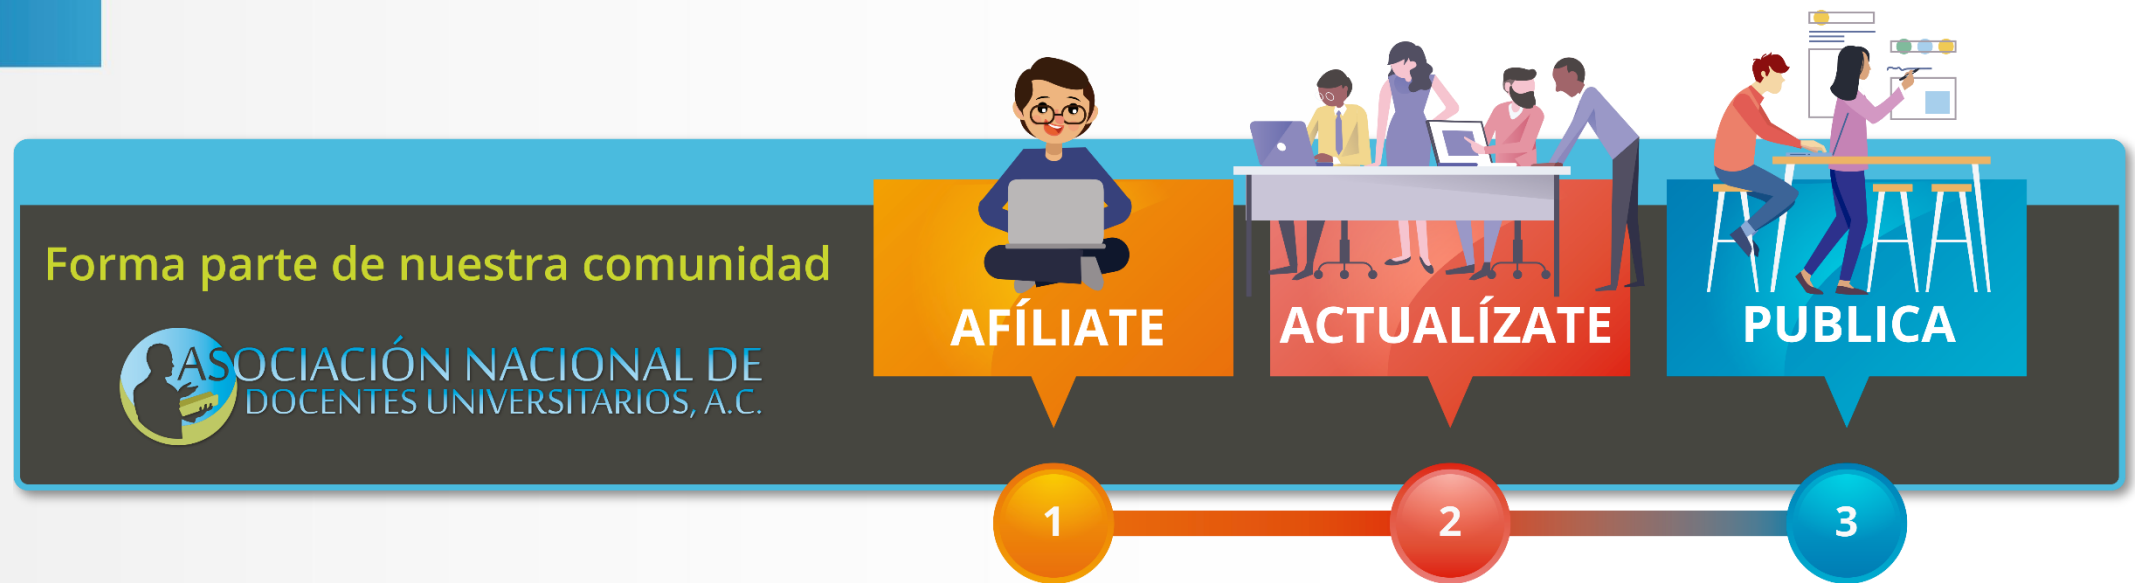 Forma parte de nuestra comunidad
ASOCIACIÓN NACIONAL DE
DOCENTES UNIVERSITARIOS, A.C.
AFÍLIATE
ACTUALÍZATE
PUBLICA
1
2
3